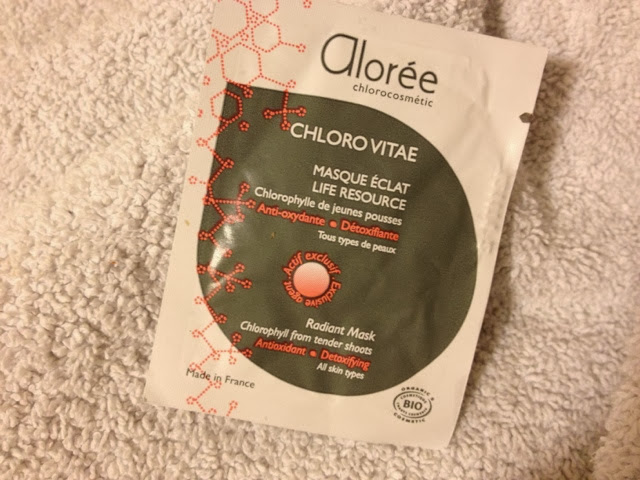 alorée
chlorocosmétic
CHLORO VITAE
MASQUE ÉCLAT
LIFE RESOURCE
Chlorophylle de jeunes pousses
Anti-oxydante • Détoxifiante
Tous types de peaux
Actif exclusif • Exclusive agent •
Radiant Mask
Chlorophyll from tender shoots
Antioxidant • Detoxifying
All skin types
Made in France
ORGANIC
BIO
COSMETIC